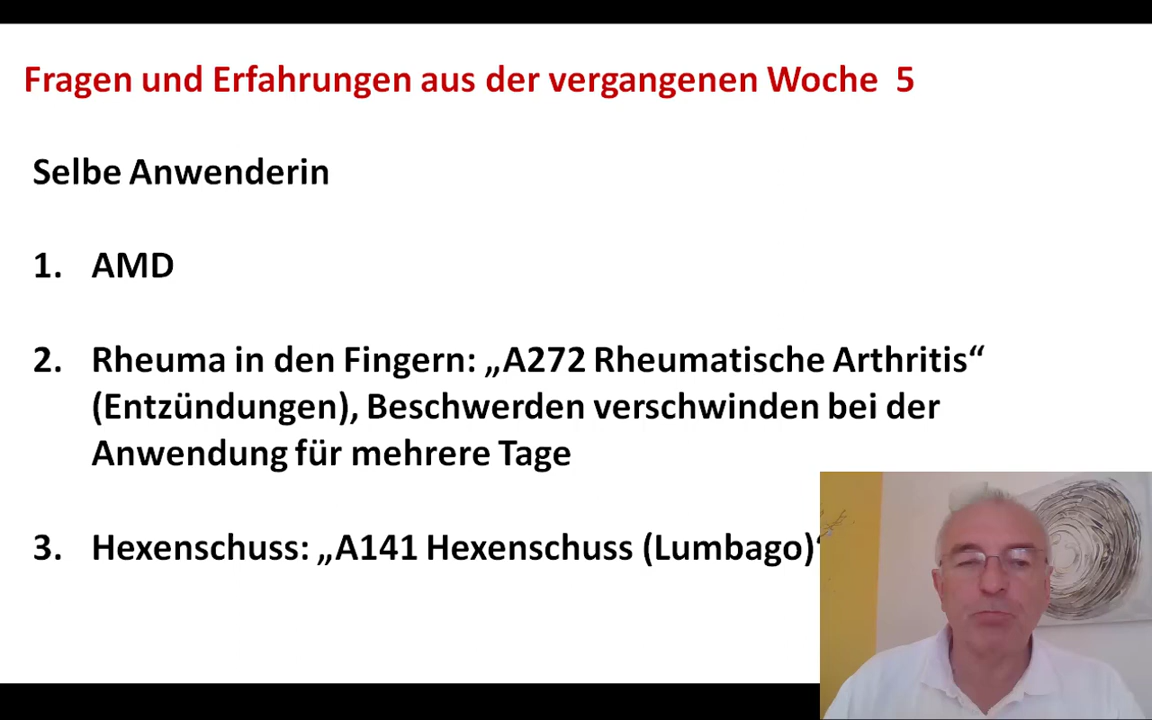 Fragen und Erfahrungen aus der vergangenen Woche 5
Selbe Anwenderin
1. AMD
2. Rheuma in den Fingern: „A272 Rheumatische Arthritis“
(Entzündungen), Beschwerden verschwinden bei der
Anwendung für mehrere Tage
3. Hexenschuss: „A141 Hexenschuss (Lumbago)“